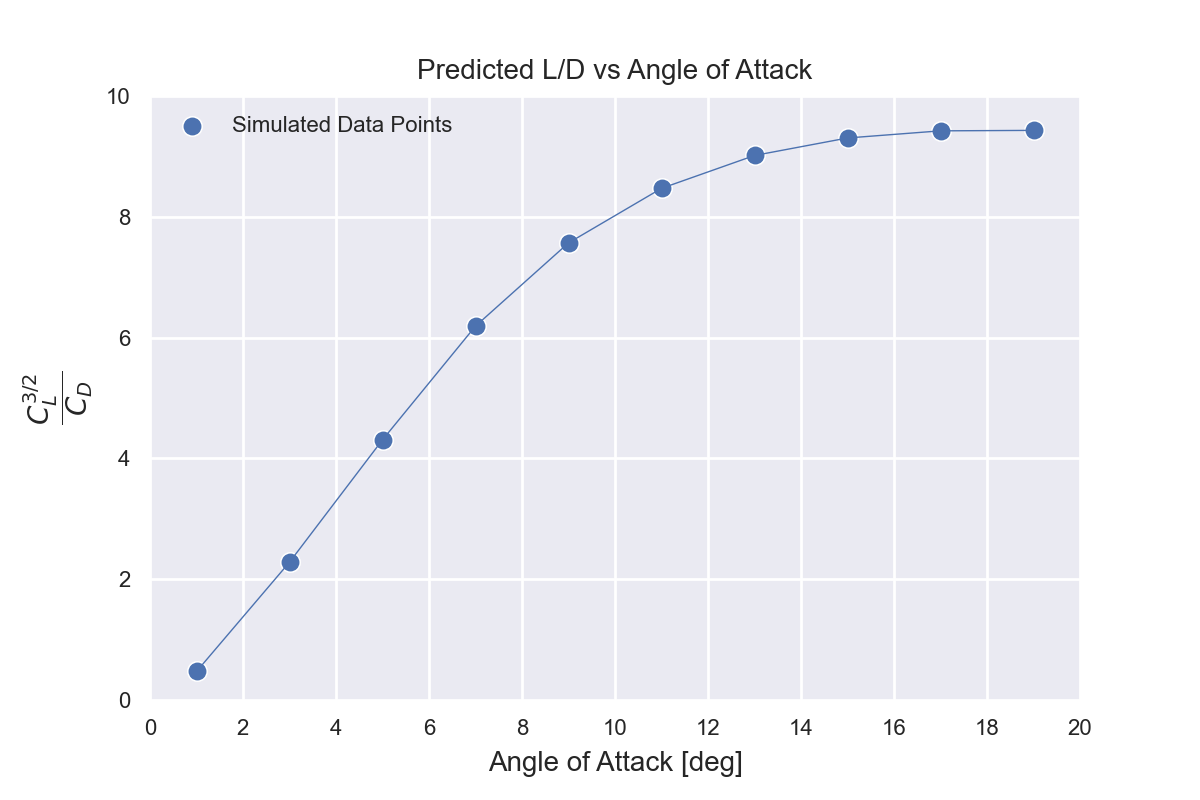 Predicted L/D vs Angle of Attack
Simulated Data Points
10
8
6
4
2
0
$\frac{C_L^{3/2}}{C_D}$
0 2 4 6 8 10 12 14 16 18 20
Angle of Attack [deg]